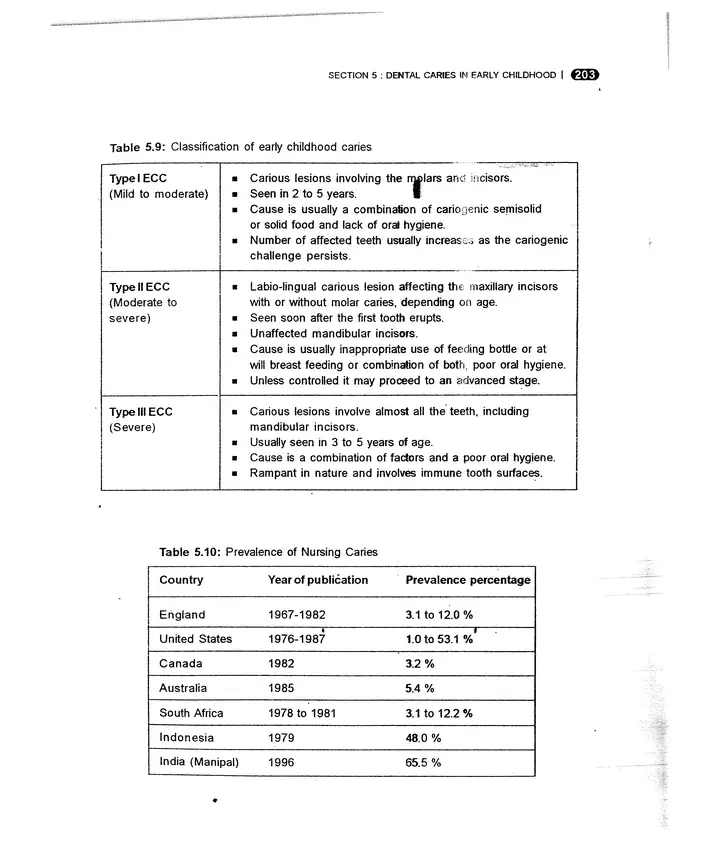 SECTION 5 : DENTAL CARIES IN EARLY CHILDHOOD | 203
Table 5.9: Classification of early childhood caries
Type I ECC
(Mild to moderate)
▪ Carious lesions involving the molars and incisors.
▪ Seen in 2 to 5 years.
▪ Cause is usually a combination of cariogenic semisolid
or solid food and lack of oral hygiene.
▪ Number of affected teeth usually increases as the cariogenic
challenge persists.
Type II ECC
(Moderate to
severe)
▪ Labio-lingual carious lesion affecting the maxillary incisors
with or without molar caries, depending on age.
▪ Seen soon after the first tooth erupts.
▪ Unaffected mandibular incisors.
▪ Cause is usually inappropriate use of feeding bottle or at
will breast feeding or combination of both, poor oral hygiene.
▪ Unless controlled it may proceed to an advanced stage.
Type III ECC
(Severe)
▪ Carious lesions involve almost all the teeth, including
mandibular incisors.
▪ Usually seen in 3 to 5 years of age.
▪ Cause is a combination of factors and a poor oral hygiene.
▪ Rampant in nature and involves immune tooth surfaces.
Table 5.10: Prevalence of Nursing Caries
Country Year of publication Prevalence percentage
England 1967-1982 3.1 to 12.0 %
United States 1976-1987 1.0 to 53.1 %
Canada 1982 3.2 %
Australia 1985 5.4 %
South Africa 1978 to 1981 3.1 to 12.2 %
Indonesia 1979 48.0 %
India (Manipal) 1996 65.5 %